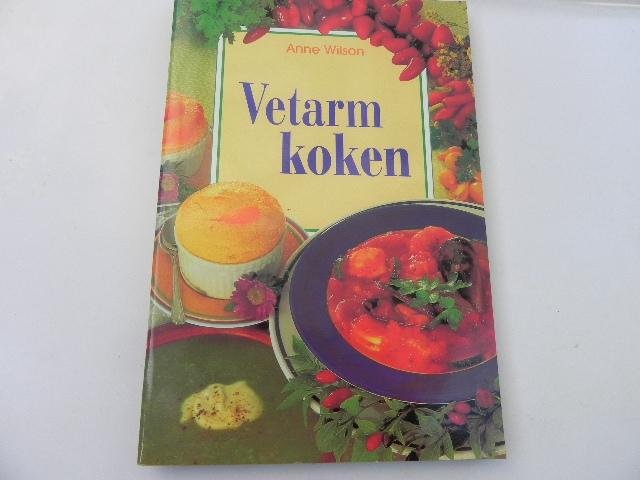 Anne Wilson
Vetarm
koken